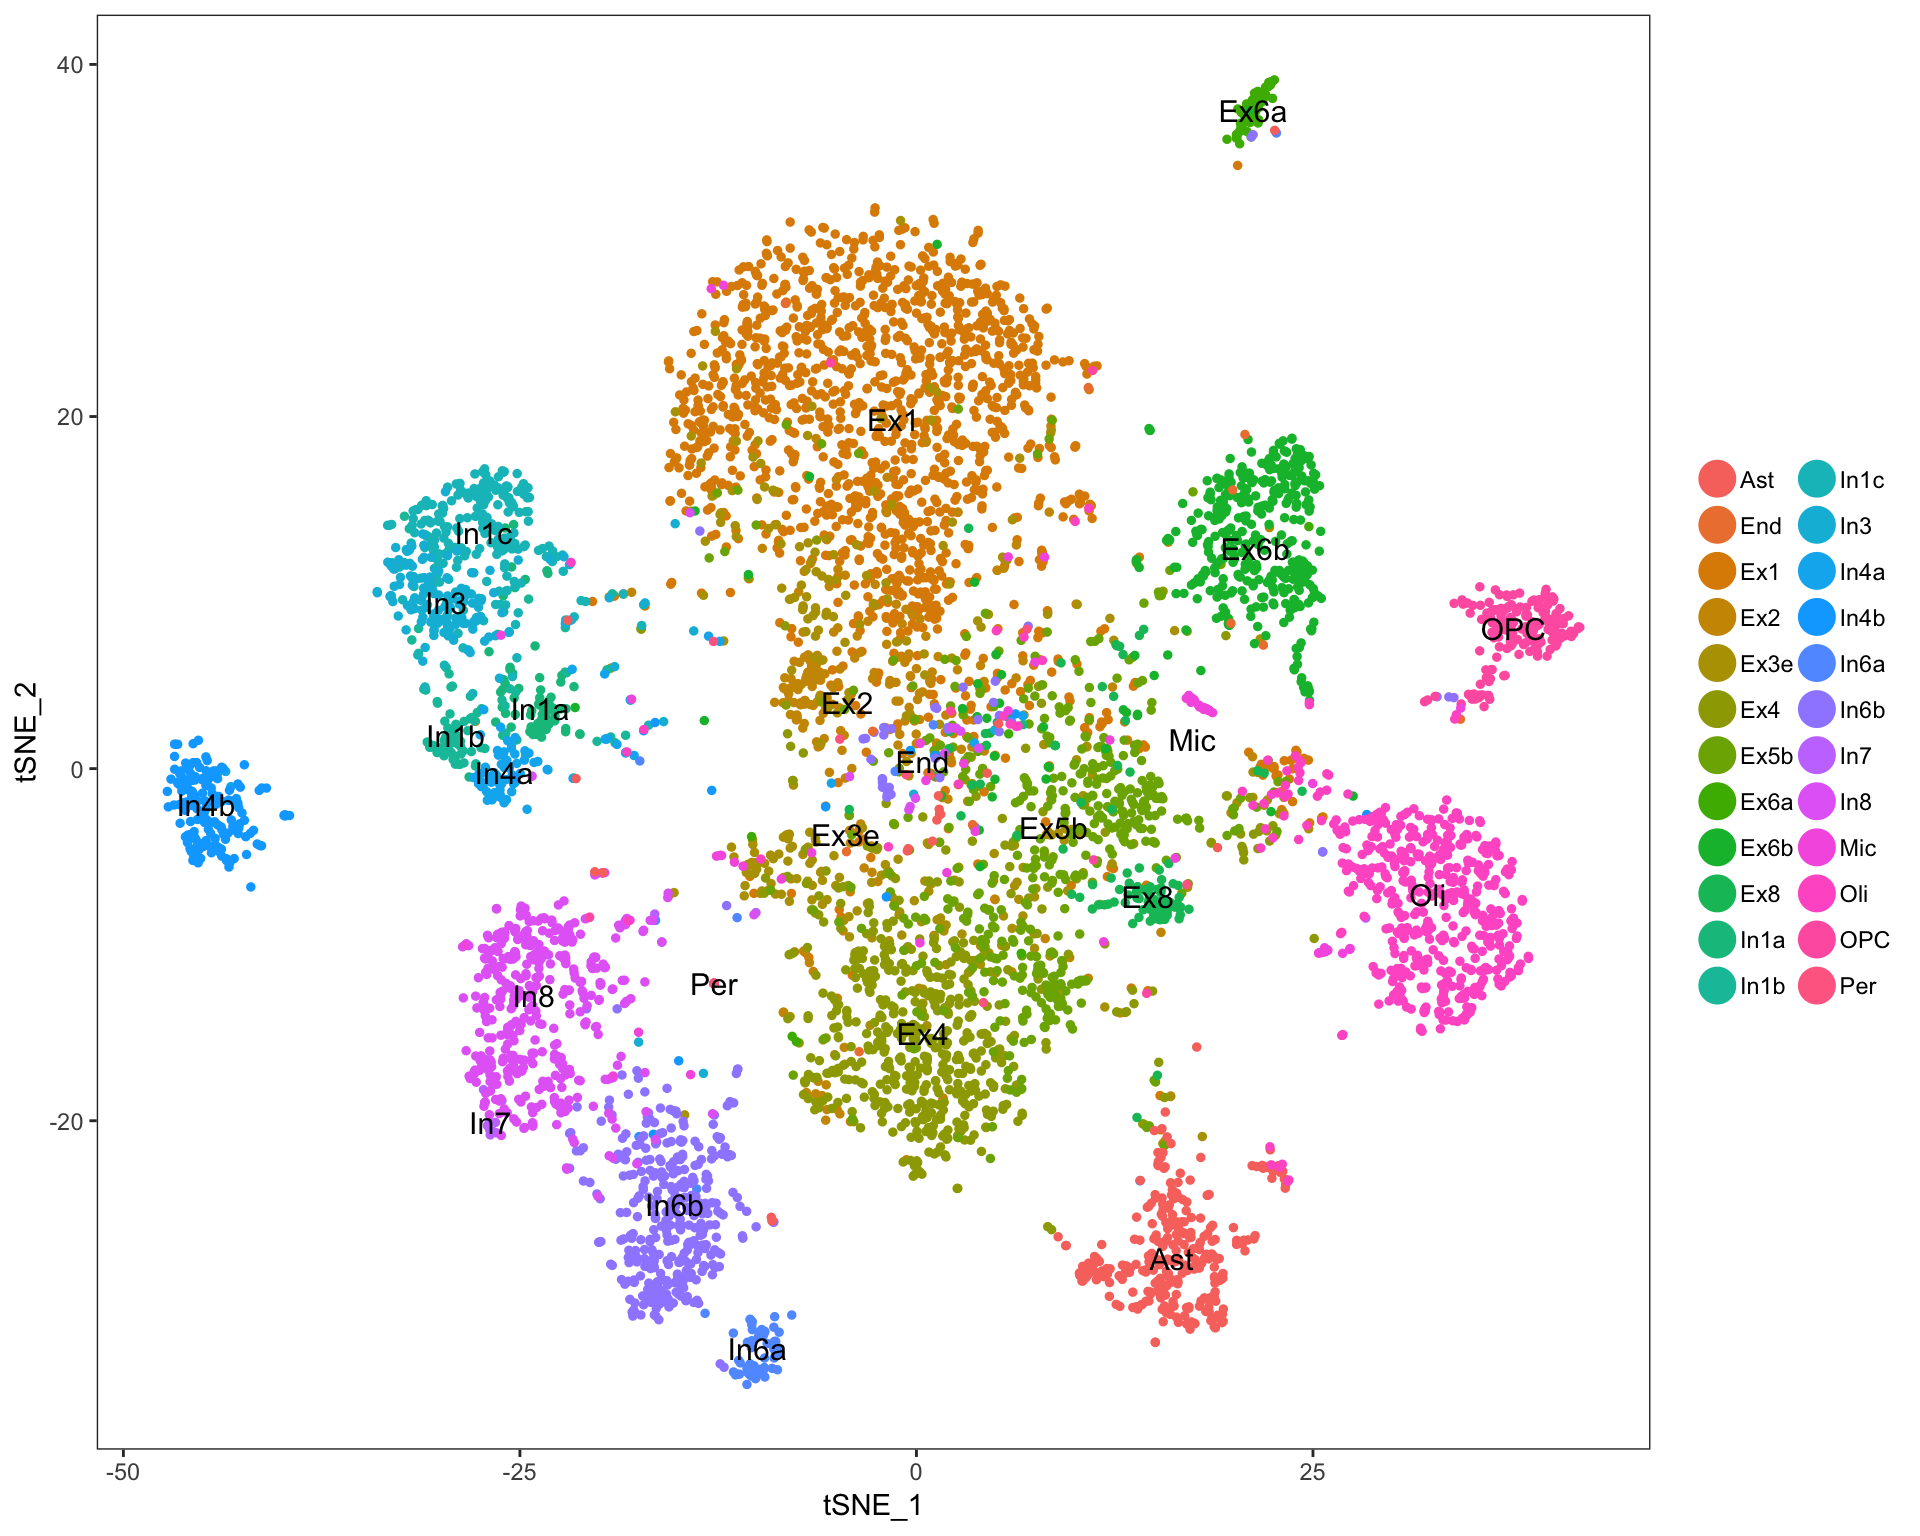 40
Ex6a
Ex1
20
In1c
Ex6b
In3
OPC
Ex2
In1a
In1b
Mic
End
0
In4a
In4b
Ex3e
Ex5b
Oli
Ex8
Per
In8
Ex4
In7
-20
In6b
Ast
In6a
-50
-25
0
25
tSNE_1
tSNE_2
Ast
End
Ex1
Ex2
Ex3e
Ex4
Ex5b
Ex6a
Ex6b
Ex8
In1a
In1b
In1c
In3
In4a
In4b
In6a
In6b
In7
In8
Mic
Oli
OPC
Per